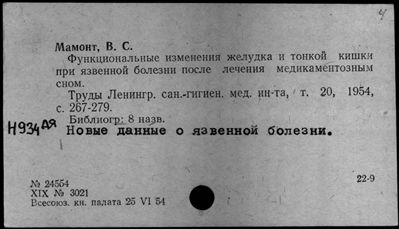 4
Мамонт, В. С.
Функциональные изменения желудка и тонкой кишки
при язвенной болезни после лечения медикаментозным
сном.
Труды Ленингр. сан.-гигиен. мед. ин-та, т. 20, 1954,
с. 267-279.
Библиогр: 8 назв.
Н934дя
Новые данные о язвенной болезни.
№ 24554
XIX № 3021
Всесоюз. кн. палата 25 VI 54
22-9